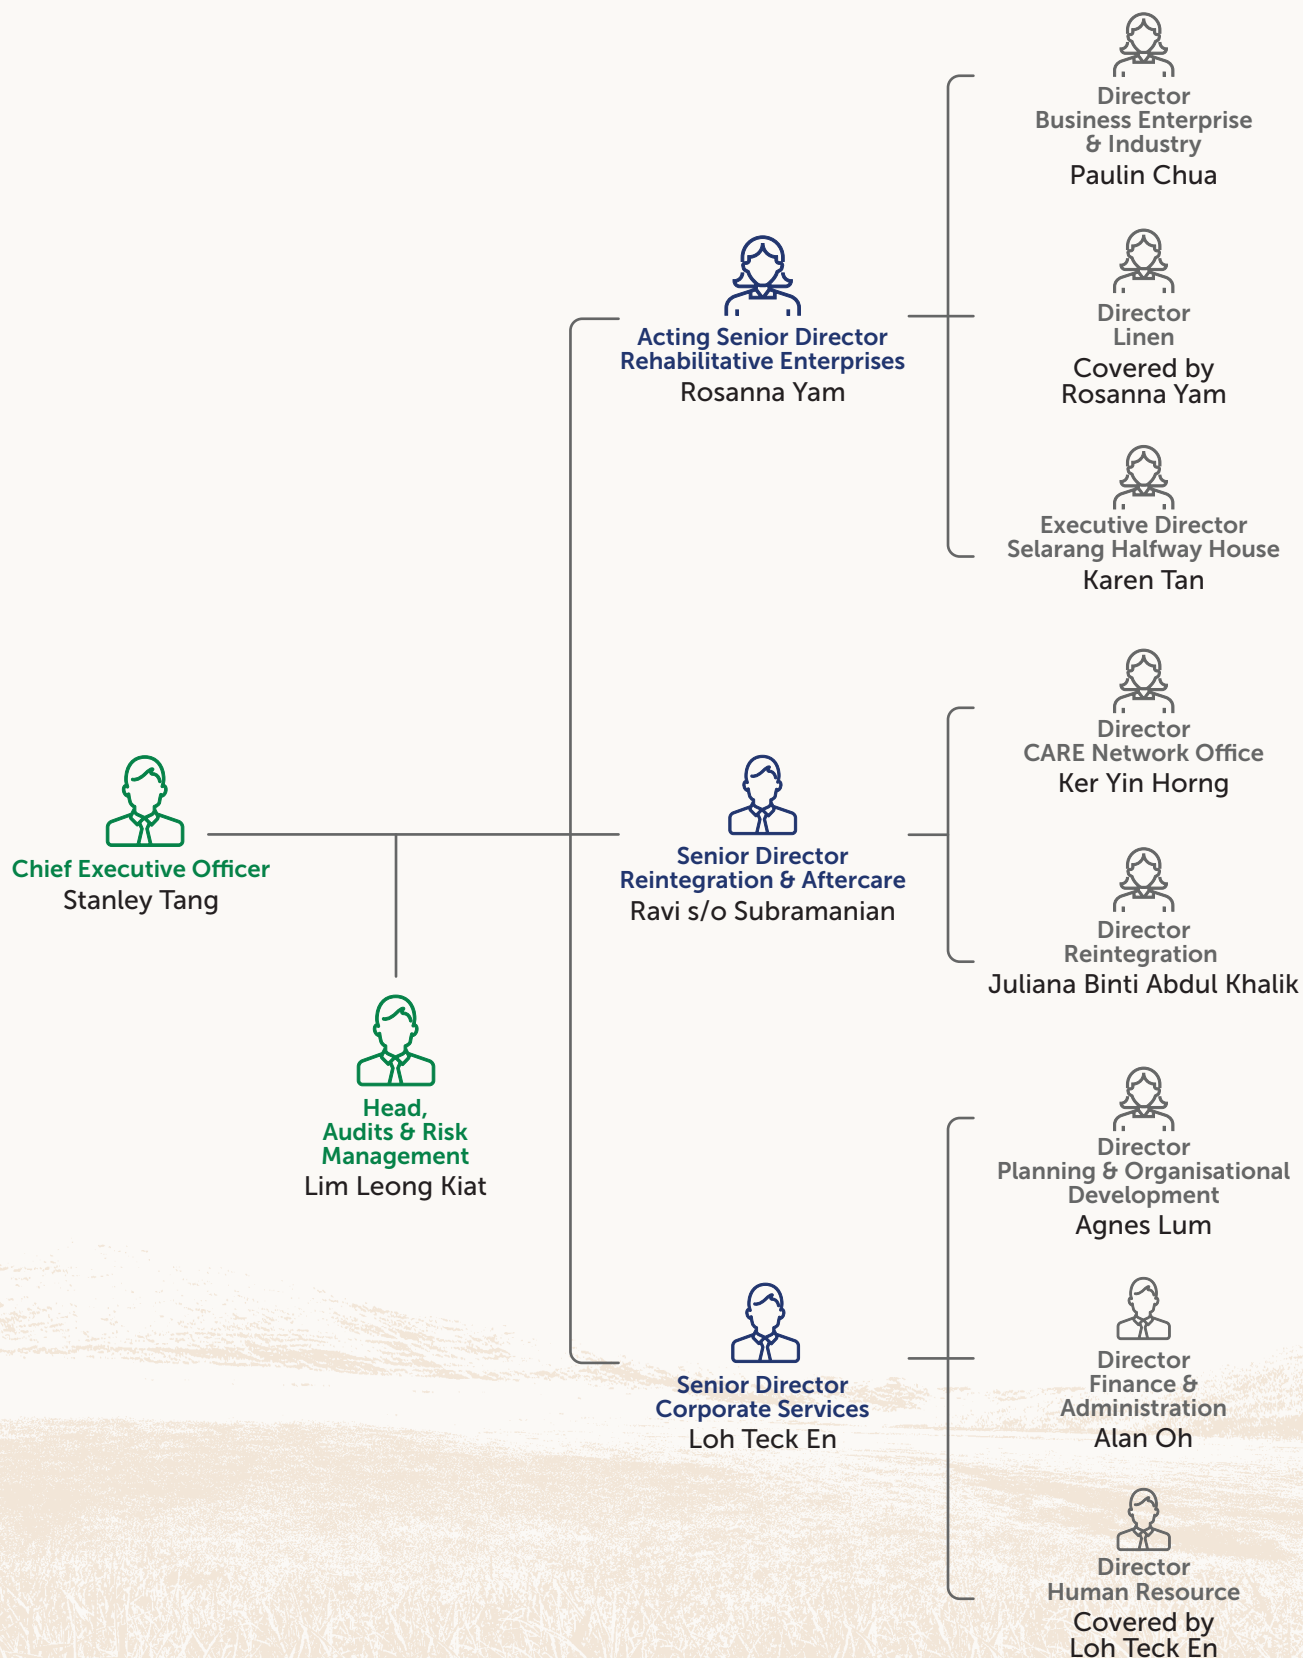 Chief Executive Officer
Stanley Tang
Head,
Audits & Risk
Management
Lim Leong Kiat
Acting Senior Director
Rehabilitative Enterprises
Rosanna Yam
Director
Business Enterprise
& Industry
Paulin Chua
Director
Linen
Covered by
Rosanna Yam
Executive Director
Selarang Halfway House
Karen Tan
Senior Director
Reintegration & Aftercare
Ravi s/o Subramanian
Director
CARE Network Office
Ker Yin Horng
Director
Reintegration
Juliana Binti Abdul Khalik
Senior Director
Corporate Services
Loh Teck En
Director
Planning & Organisational
Development
Agnes Lum
Director
Finance &
Administration
Alan Oh
Director
Human Resource
Covered by
Loh Teck En